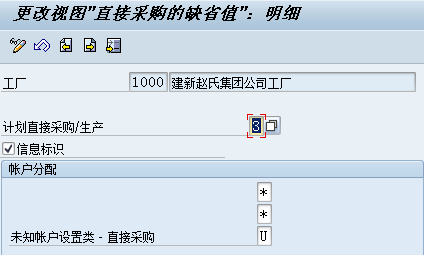 更改视图"直接采购的缺省值"： 明细
工厂 1000 建新赵氏集团公司工厂
计划直接采购/生产 3
信息标识
帐户分配
*
*
未知帐户设置类 - 直接采购 U